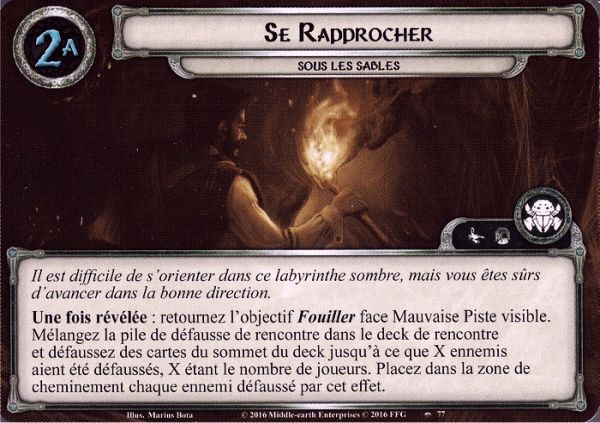 2A
Se Rapprocher
Sous les Sables
Il est difficile de s'orienter dans ce labyrinthe sombre, mais vous êtes sûrs
d'avancer dans la bonne direction.
Une fois révélée : retournez l'objectif Fouiller face Mauvaise Piste visible.
Mélangez la pile de défausse de rencontre dans le deck de rencontre
et défaussez des cartes du sommet du deck jusqu'à ce que X ennemis
aient été défaussés, X étant le nombre de joueurs. Placez dans la zone de
cheminement chaque ennemi défaussé par cet effet.
Illus. Marius Bota © 2016 Middle-earth Enterprises © 2016 FFG 77